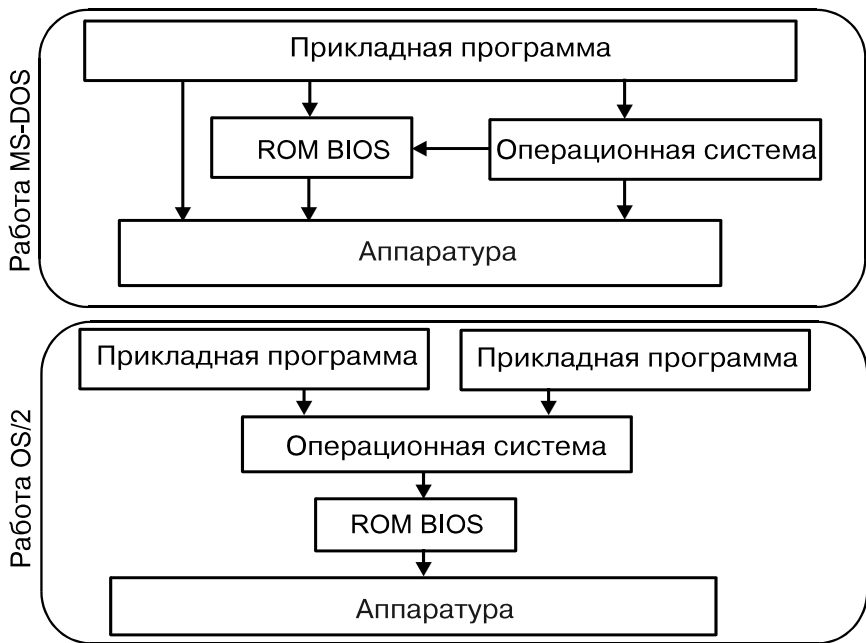 Работа MS-DOS
Прикладная программа
ROM BIOS
Операционная система
Аппаратура
Работа OS/2
Прикладная программа
Прикладная программа
Операционная система
ROM BIOS
Аппаратура